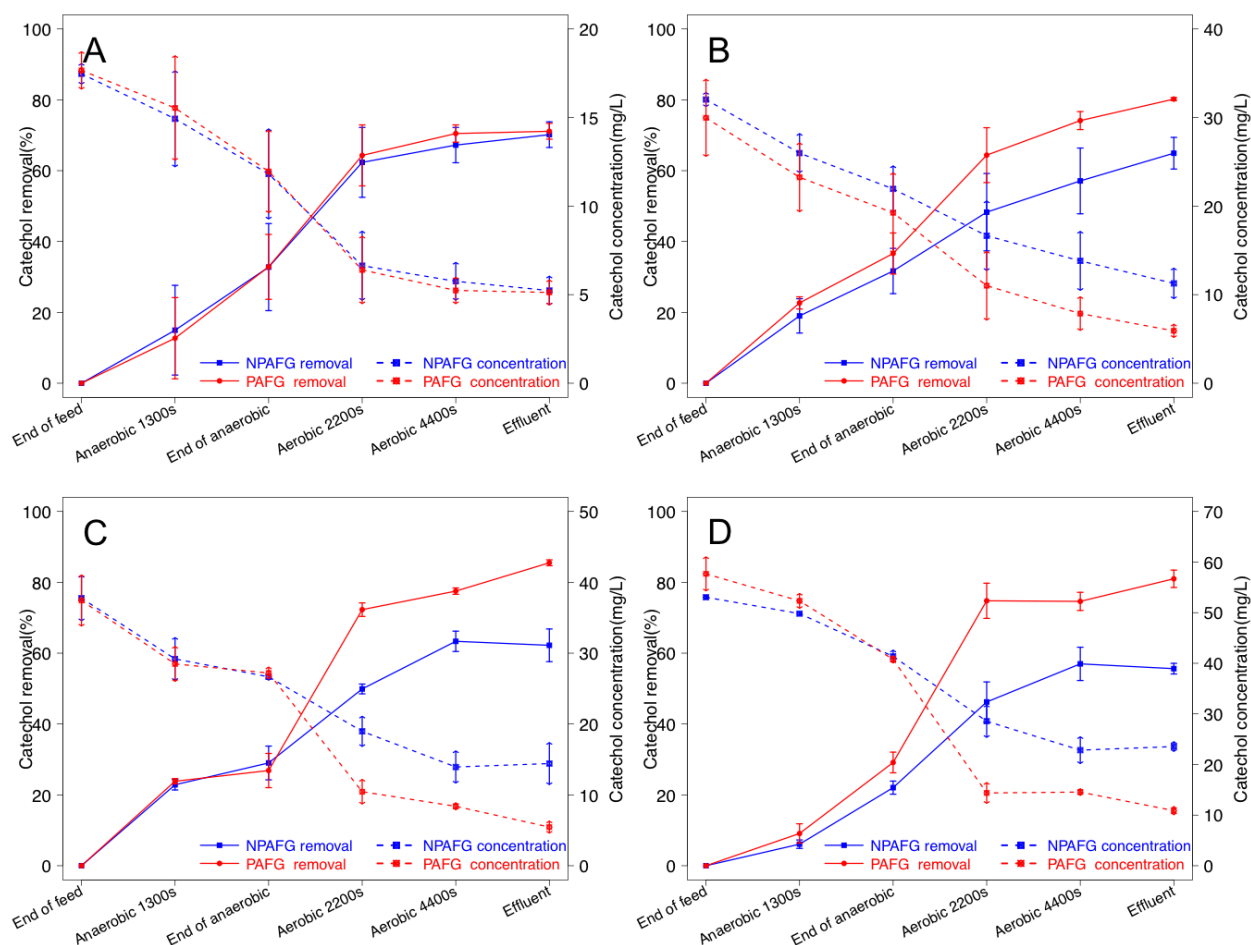 A
Catechol removal(%)
100
80
60
40
20
0
Catechol concentration(mg/L)
20
15
10
5
0
NPAFG removal
NPAFG concentration
PAFG removal
PAFG concentration
End of feed
Anaerobic 1300s
End of anaerobic
Aerobic 2200s
Aerobic 4400s
Effluent
B
Catechol removal(%)
100
80
60
40
20
0
Catechol concentration(mg/L)
40
30
20
10
0
NPAFG removal
NPAFG concentration
PAFG removal
PAFG concentration
End of feed
Anaerobic 1300s
End of anaerobic
Aerobic 2200s
Aerobic 4400s
Effluent
C
Catechol removal(%)
100
80
60
40
20
0
Catechol concentration(mg/L)
50
40
30
20
10
0
NPAFG removal
NPAFG concentration
PAFG removal
PAFG concentration
End of feed
Anaerobic 1300s
End of anaerobic
Aerobic 2200s
Aerobic 4400s
Effluent
D
Catechol removal(%)
100
80
60
40
20
0
Catechol concentration(mg/L)
70
60
50
40
30
20
10
0
NPAFG removal
NPAFG concentration
PAFG removal
PAFG concentration
End of feed
Anaerobic 1300s
End of anaerobic
Aerobic 2200s
Aerobic 4400s
Effluent